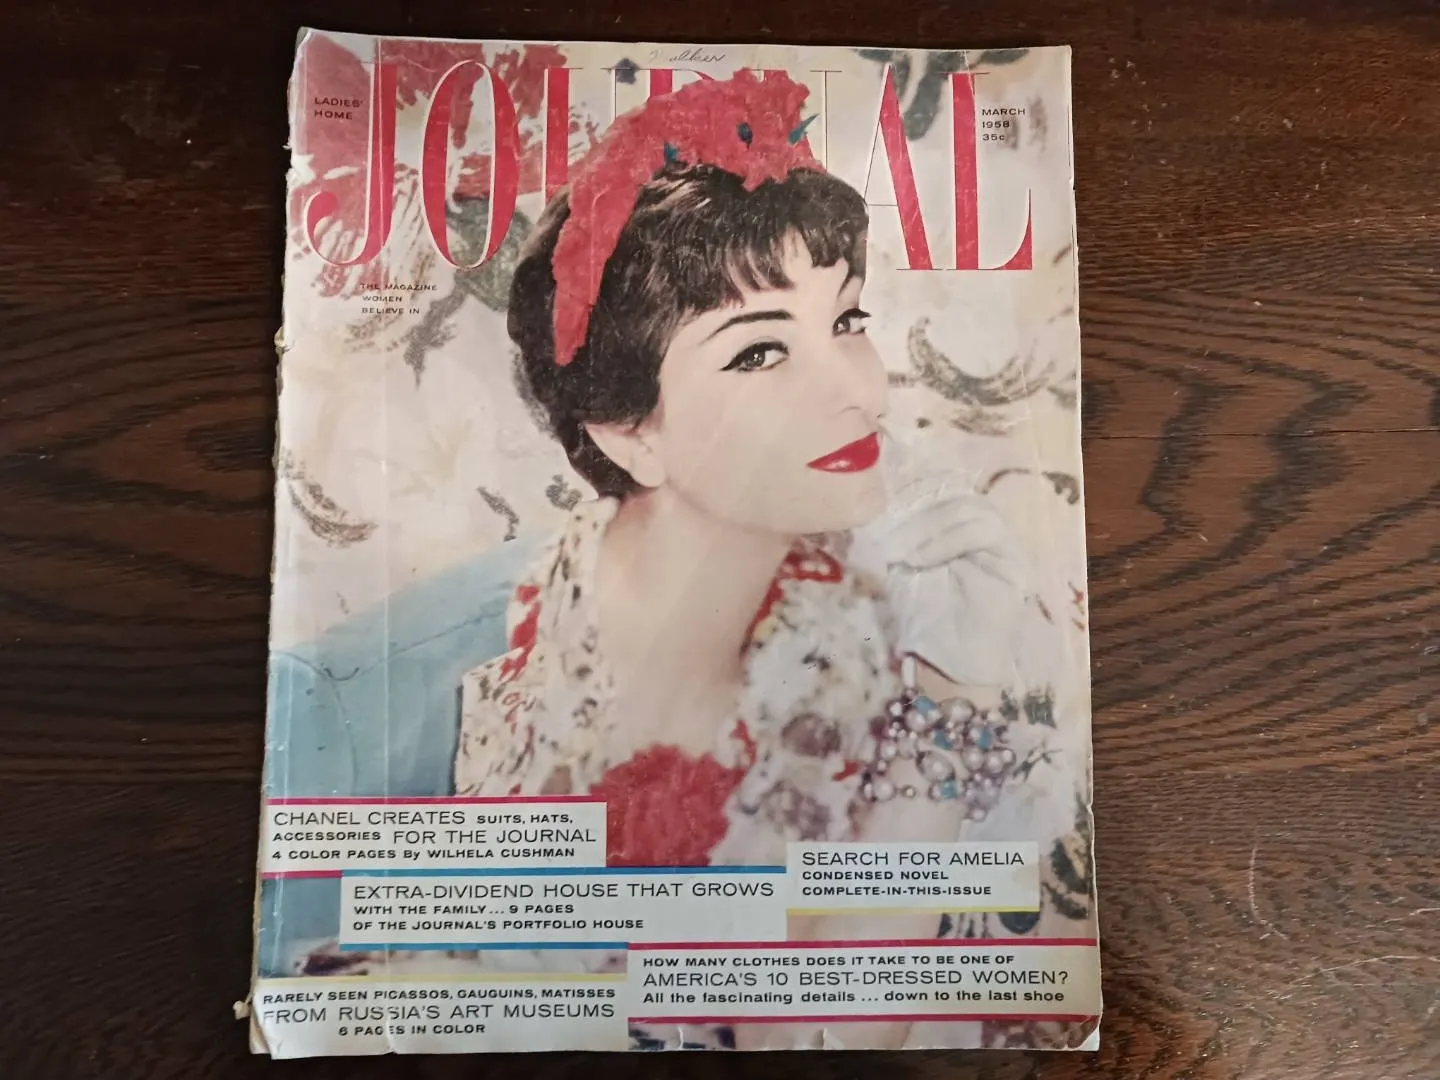 Walker
JOURNAL
LADIES'
HOME
MARCH
1958
35c
THE MAGAZINE
WOMEN
BELIEVE IN
CHANEL CREATES SUITS, HATS,
ACCESSORIES FOR THE JOURNAL
4 COLOR PAGES By WILHELA CUSHMAN
SEARCH FOR AMELIA
CONDENSED NOVEL
COMPLETE-IN-THIS-ISSUE
EXTRA-DIVIDEND HOUSE THAT GROWS
WITH THE FAMILY... 9 PAGES
OF THE JOURNAL'S PORTFOLIO HOUSE
HOW MANY CLOTHES DOES IT TAKE TO BE ONE OF
AMERICA'S 10 BEST-DRESSED WOMEN?
All the fascinating details ... down to the last shoe
RARELY SEEN PICASSOS, GAUGUINS, MATISSES
FROM RUSSIA'S ART MUSEUMS
6 PAGES IN COLOR